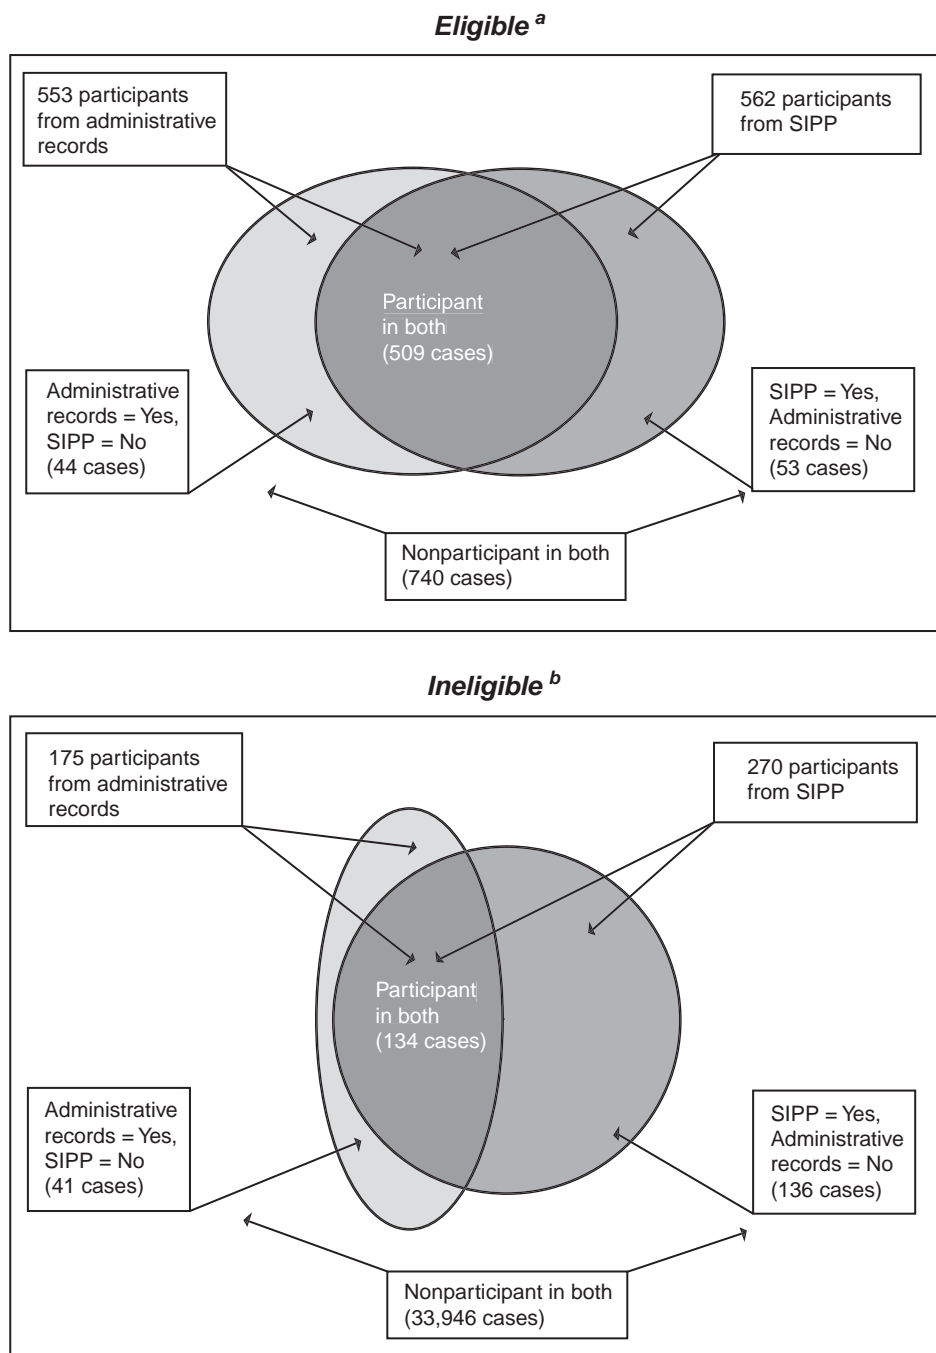 Eligible a
553 participants
from administrative
records
562 participants
from SIPP
Participant
in both
(509 cases)
Administrative
records = Yes,
SIPP = No
(44 cases)
SIPP = Yes,
Administrative
records = No
(53 cases)
Nonparticipant in both
(740 cases)
Ineligible b
175 participants
from administrative
records
270 participants
from SIPP
Participant
in both
(134 cases)
Administrative
records = Yes,
SIPP = No
(41 cases)
SIPP = Yes,
Administrative
records = No
(136 cases)
Nonparticipant in both
(33,946 cases)